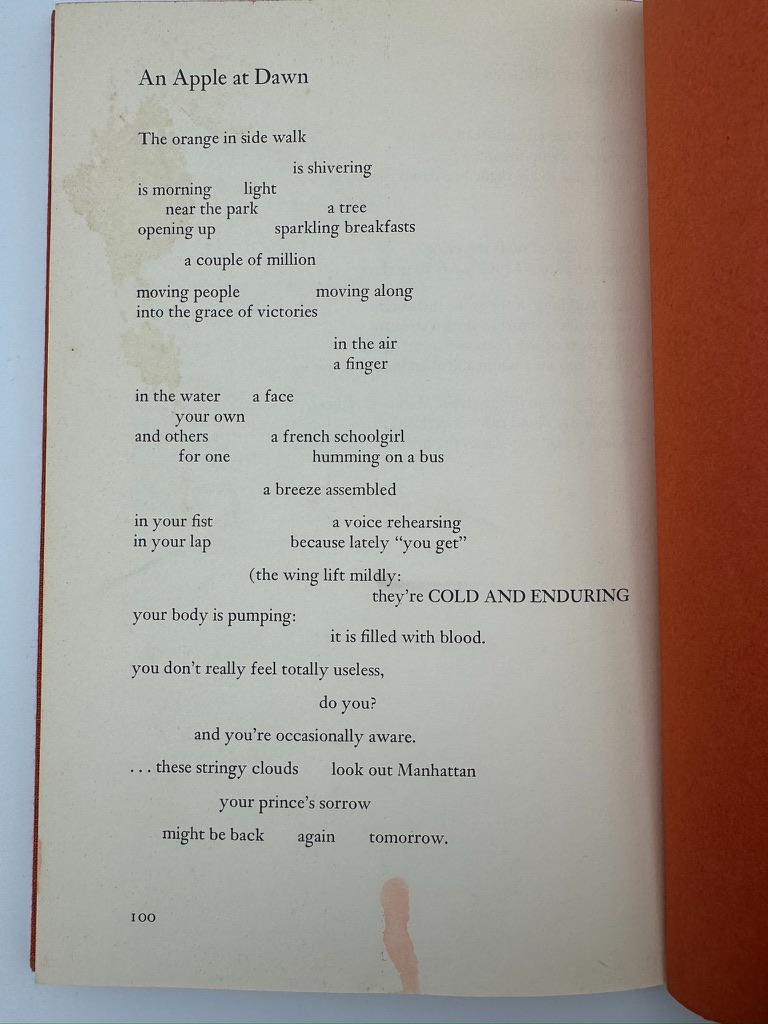 An Apple at Dawn
The orange in side walk
is shivering
is morning light
near the park a tree
opening up sparkling breakfasts
a couple of million
moving people moving along
into the grace of victories
in the air
a finger
in the water a face
your own
and others a french schoolgirl
for one humming on a bus
a breeze assembled
in your fist a voice rehearsing
in your lap because lately “you get”
(the wing lift mildly:
they’re COLD AND ENDURING
your body is pumping:
it is filled with blood.
you don’t really feel totally useless,
do you?
and you’re occasionally aware.
. . . these stringy clouds look out Manhattan
your prince’s sorrow
might be back again tomorrow.
100